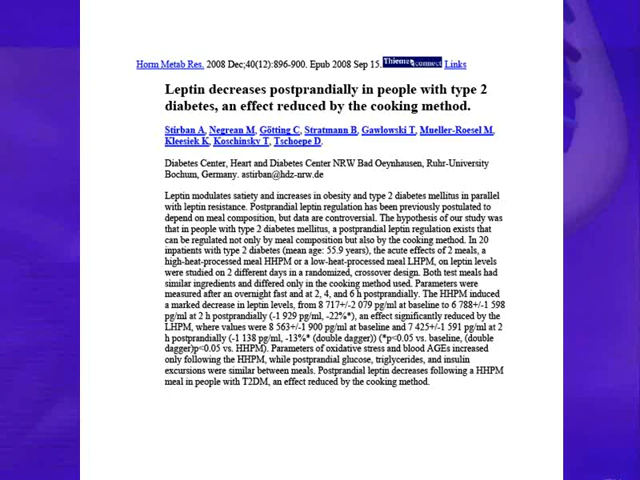 Horm Metab Res. 2008 Dec;40(12):896-900. Epub 2008 Sep 15. Thieme connect Links
Leptin decreases postprandially in people with type 2
diabetes, an effect reduced by the cooking method.
Stirban A, Negrean M, Götting C, Stratmann B, Gawlowski T, Mueller-Roesel M,
Kleesiek K, Koschinsky T, Tschoepe D.
Diabetes Center, Heart and Diabetes Center NRW Bad Oeynhausen, Ruhr-University
Bochum, Germany. astirban@hdz-nrw.de
Leptin modulates satiety and increases in obesity and type 2 diabetes mellitus in parallel
with leptin resistance. Postprandial leptin regulation has been previously postulated to
depend on meal composition, but data are controversial. The hypothesis of our study was
that in people with type 2 diabetes mellitus, a postprandial leptin regulation exists that
can be regulated not only by meal composition but also by the cooking method. In 20
inpatients with type 2 diabetes (mean age: 55.9 years), the acute effects of 2 meals, a
high-heat-processed meal HHPM or a low-heat-processed meal LHPM, on leptin levels
were studied on 2 different days in a randomized, crossover design. Both test meals had
similar ingredients and differed only in the cooking method used. Parameters were
measured after an overnight fast and at 2, 4, and 6 h postprandially. The HHPM induced
a marked decrease in leptin levels, from 8 717+/-2 079 pg/ml at baseline to 6 788+/-1 598
pg/ml at 2 h postprandially (-1 929 pg/ml, -22%*), an effect significantly reduced by the
LHPM, where values were 8 563+/-1 900 pg/ml at baseline and 7 425+/-1 591 pg/ml at 2
h postprandially (-1 138 pg/ml, -13%* (double dagger)) (*p<0.05 vs. baseline, (double
dagger)p<0.05 vs. HHPM). Parameters of oxidative stress and blood AGEs increased
only following the HHPM, while postprandial glucose, triglycerides, and insulin
excursions were similar between meals. Postprandial leptin decreases following a HHPM
meal in people with T2DM, an effect reduced by the cooking method.